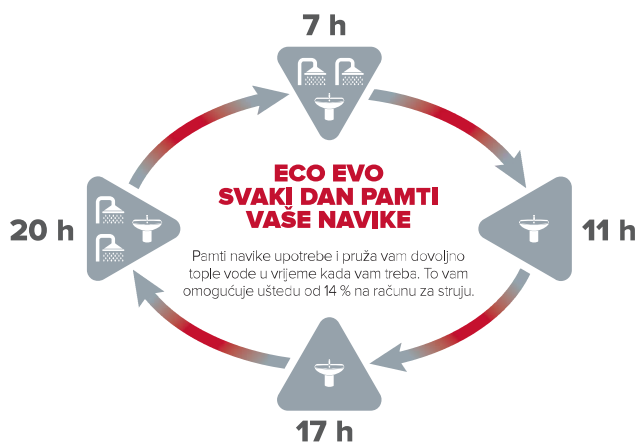 7 h
ECO EVO
SVAKI DAN PAMTI
VAŠE NAVIKE
20 h
11 h
Pamti navike upotrebe i pruža vam dovoljno
tople vode u vrijeme kada vam treba. To vam
omogućuje uštedu od 14 % na računu za struju.
17 h